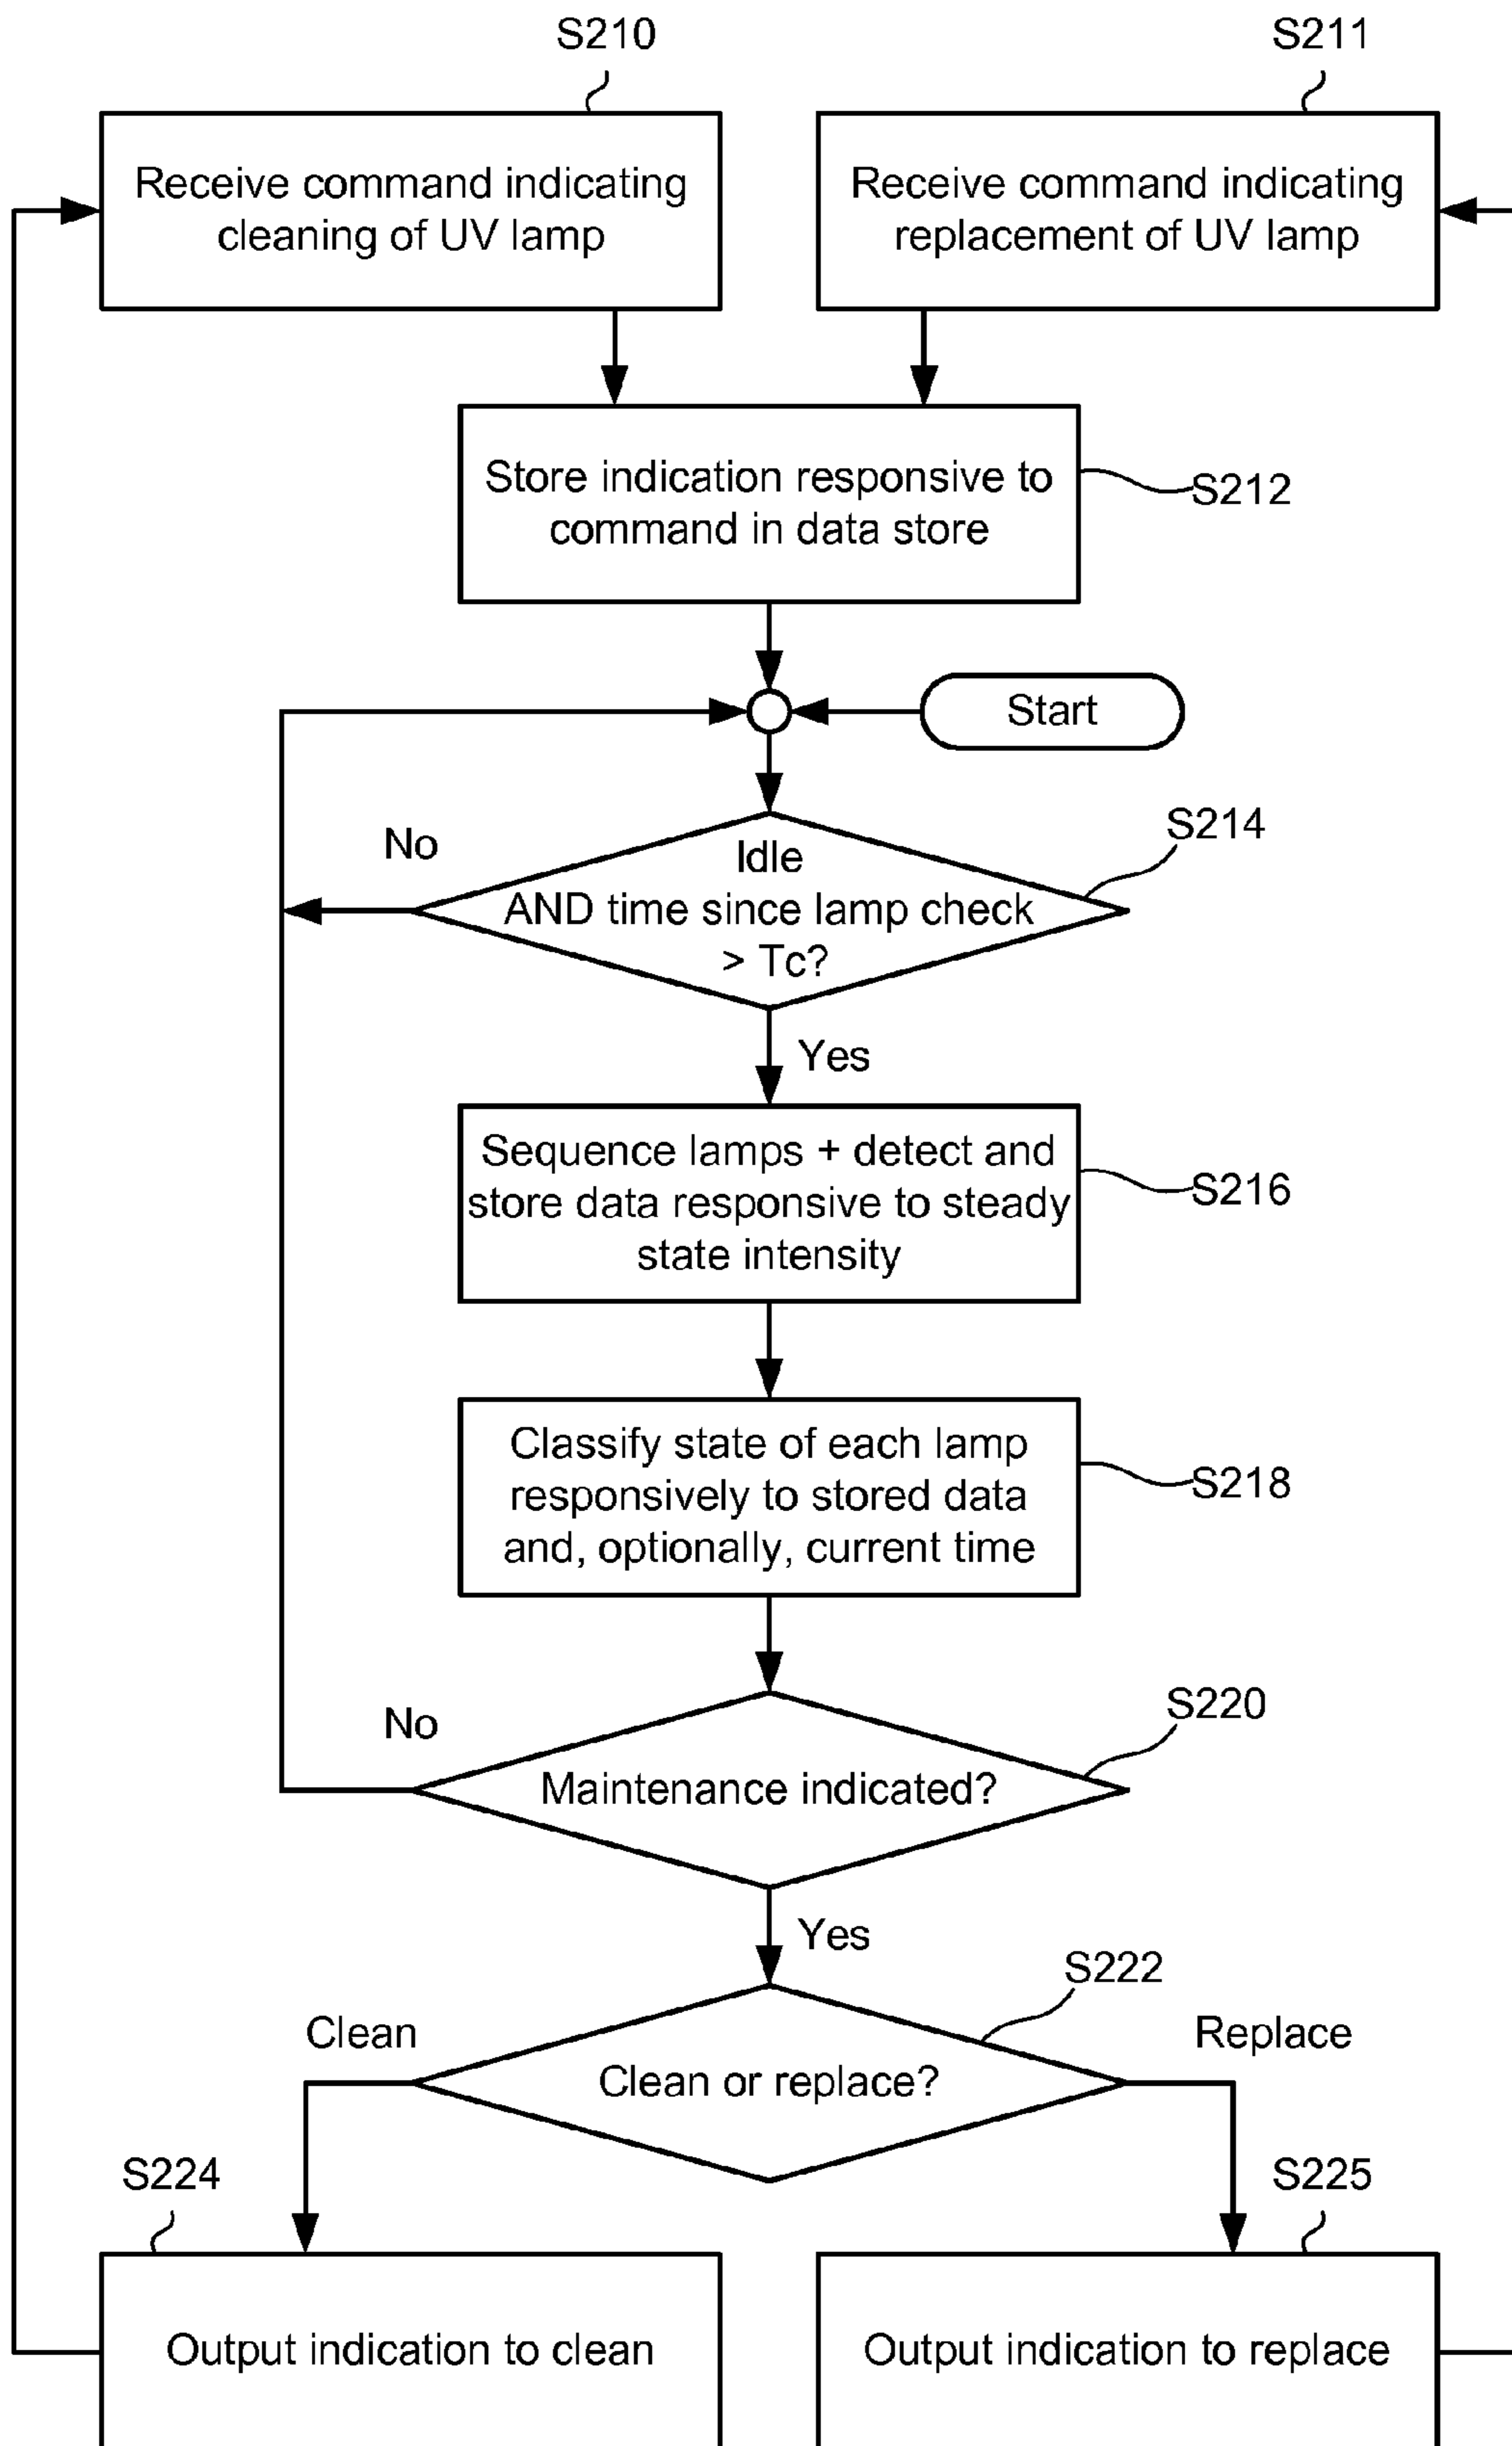 S210
S211
Receive command indicating
cleaning of UV lamp
Receive command indicating
replacement of UV lamp
Store indication responsive to
command in data store
S212
Start
No
S214
Idle
AND time since lamp check
> Tc?
Yes
Sequence lamps + detect and
store data responsive to steady
state intensity
S216
Classify state of each lamp
responsively to stored data
and, optionally, current time
S218
No
S220
Maintenance indicated?
Yes
S222
Clean
Replace
Clean or replace?
S224
S225
Output indication to clean
Output indication to replace